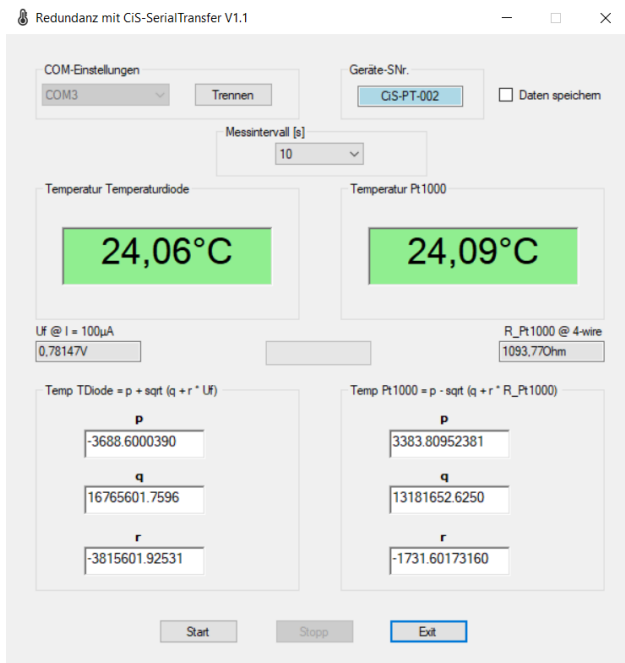 Redundanz mit CiS-SerialTransfer V1.1
COM-Einstellungen
COM3
Trennen
Geräte-SNr.
CiS-PT-002
Daten speichern
Messintervall [s]
10
Temperatur Temperaturdiode
24,06°C
Temperatur Pt1000
24,09°C
Uf @ I = 100µA
0,78147V
R_Pt1000 @ 4-wire
1093,77Ohm
Temp TDiode = p + sqrt (q + r * Uf)
p
-3688.6000390
q
16765601.7596
r
-3815601.92531
Temp Pt1000 = p - sqrt (q + r * R_Pt1000)
p
3383.80952381
q
13181652.6250
r
-1731.60173160
Start
Stopp
Exit